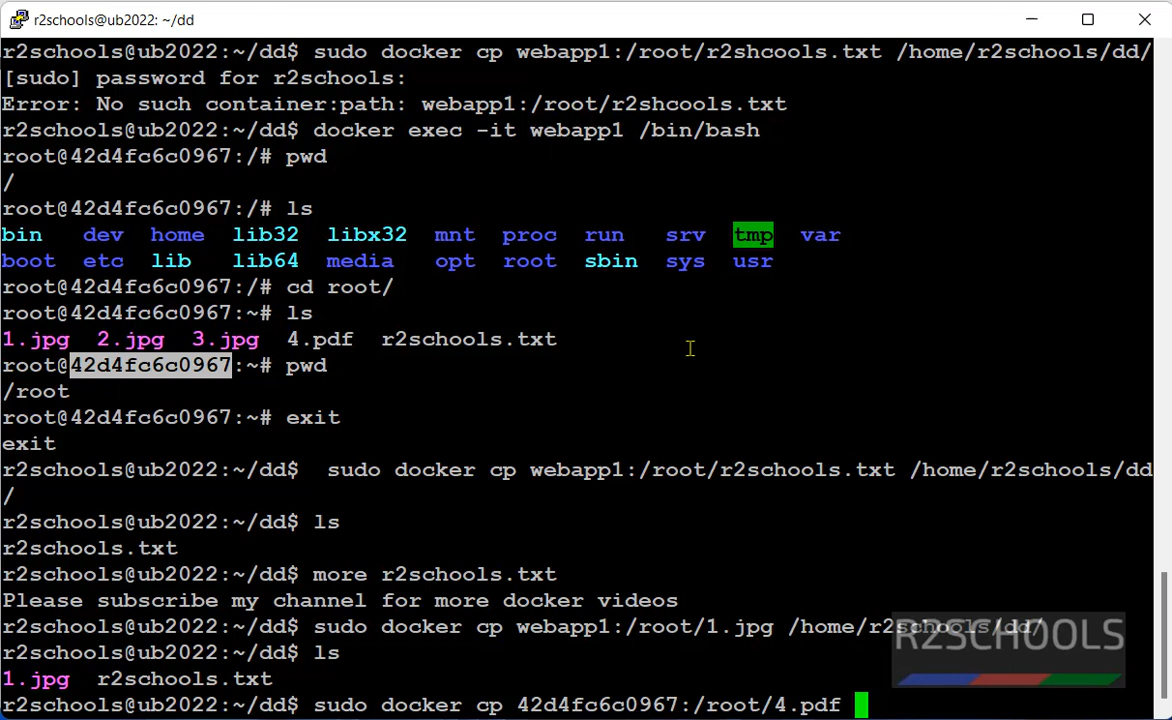 r2schools@ub2022: ~/dd
r2schools@ub2022:~/dd$ sudo docker cp webapp1:/root/r2shcools.txt /home/r2schools/dd/
[sudo] password for r2schools:
Error: No such container:path: webapp1:/root/r2shcools.txt
r2schools@ub2022:~/dd$ docker exec -it webapp1 /bin/bash
root@42d4fc6c0967:/# pwd
/
root@42d4fc6c0967:/# ls
bin dev home lib32 libx32 mnt proc run srv tmp var
boot etc lib lib64 media opt root sbin sys usr
root@42d4fc6c0967:/# cd root/
root@42d4fc6c0967:~# ls
1.jpg 2.jpg 3.jpg 4.pdf r2schools.txt
root@42d4fc6c0967:~# pwd
/root
root@42d4fc6c0967:~# exit
exit
r2schools@ub2022:~/dd$  sudo docker cp webapp1:/root/r2schools.txt /home/r2schools/dd
/
r2schools@ub2022:~/dd$ ls
r2schools.txt
r2schools@ub2022:~/dd$ more r2schools.txt
Please subscribe my channel for more docker videos
r2schools@ub2022:~/dd$ sudo docker cp webapp1:/root/1.jpg /home/r2schools/dd/
R2SCHOOLS
r2schools@ub2022:~/dd$ ls
1.jpg r2schools.txt
r2schools@ub2022:~/dd$ sudo docker cp 42d4fc6c0967:/root/4.pdf